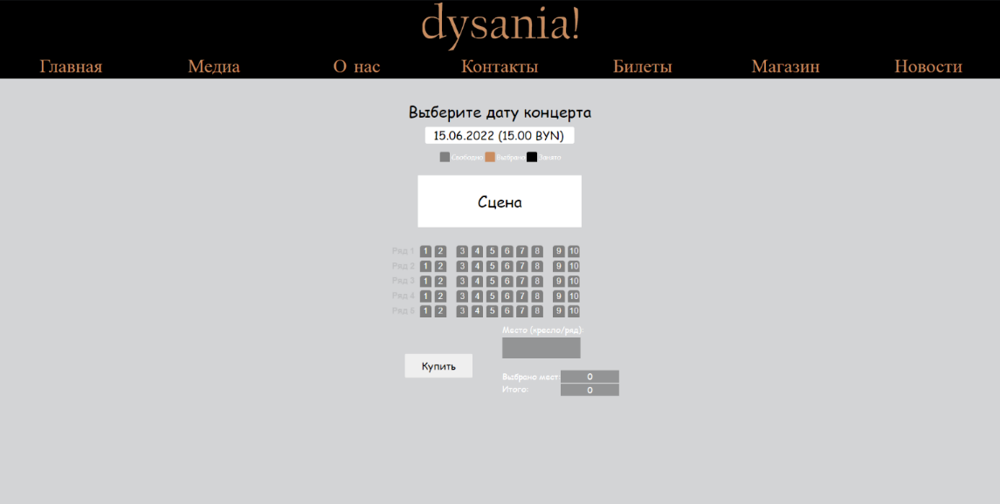 dysania!
Главная Медиа О нас Контакты Билеты Магазин Новости
Выберите дату концерта
15.06.2022 (15.00 BYN)
Свободно Выбрано Занято
Сцена
Ряд 1 1 2 3 4 5 6 7 8 9 10
Ряд 2 1 2 3 4 5 6 7 8 9 10
Ряд 3 1 2 3 4 5 6 7 8 9 10
Ряд 4 1 2 3 4 5 6 7 8 9 10
Ряд 5 1 2 3 4 5 6 7 8 9 10
Место (кресло/ряд):
Купить
Выбрано мест: 0
Итого: 0